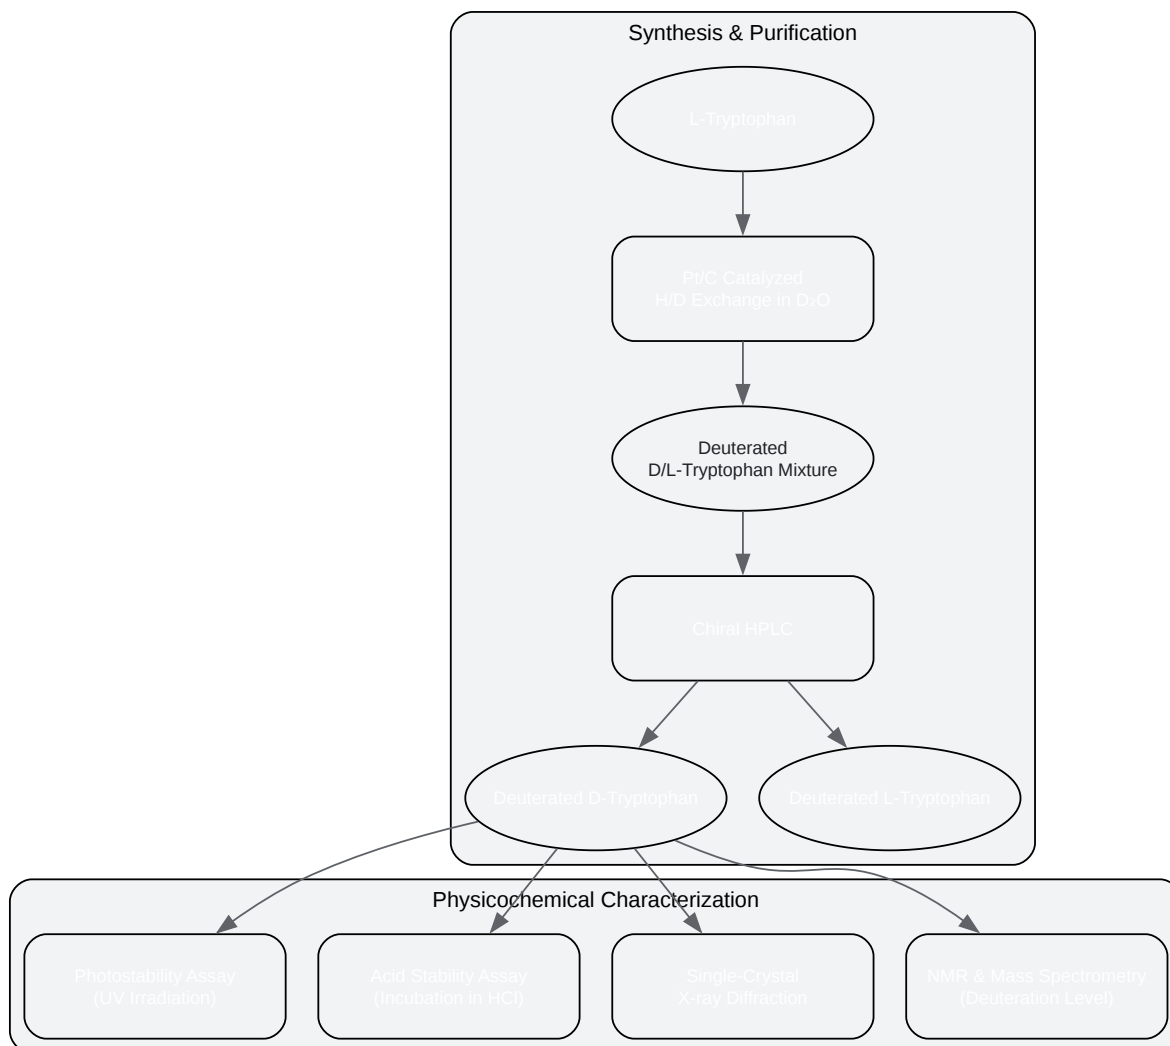 Synthesis & Purification
L-Tryptophan
Pt/C Catalyzed
H/D Exchange in D₂O
Deuterated
D/L-Tryptophan Mixture
Chiral HPLC
Deuterated D-Tryptophan
Deuterated L-Tryptophan
Physicochemical Characterization
Photostability Assay
(UV Irradiation)
Acid Stability Assay
(Incubation in HCl)
Single-Crystal
X-ray Diffraction
NMR & Mass Spectrometry
(Deuteration Level)